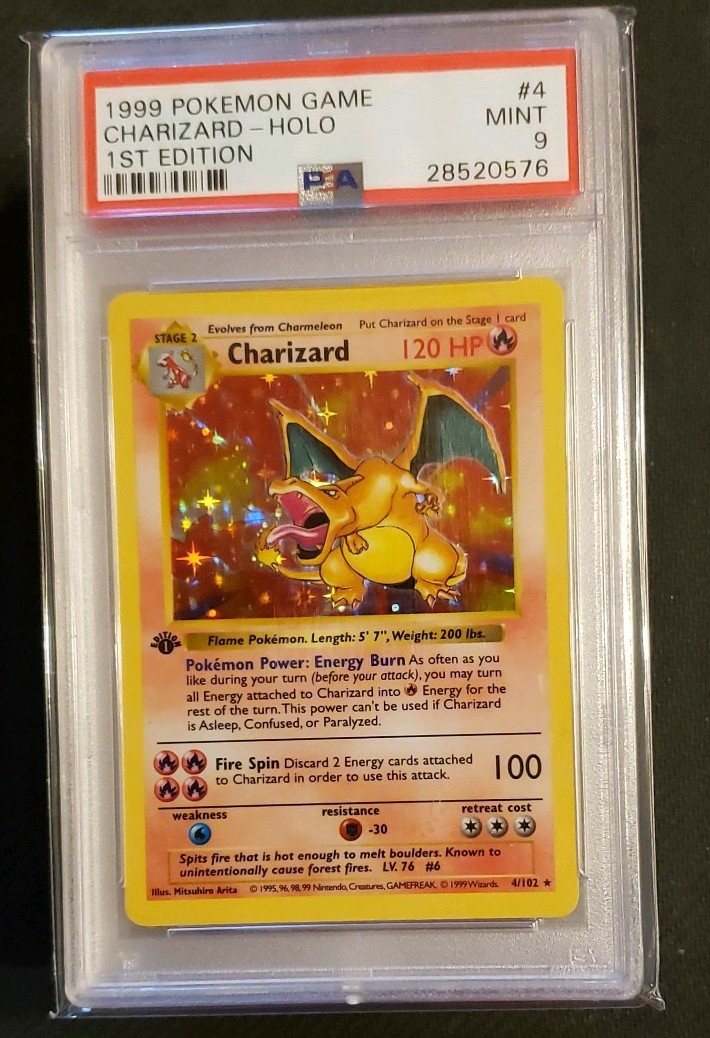 1999 POKEMON GAME
#4
CHARIZARD - HOLO
MINT
1ST EDITION
9
PSA
28520576
Evolves from Charmeleon
Put Charizard on the Stage 1 card
STAGE 2
Charizard
120 HP
EDITION
1
Flame Pokémon. Length: 5' 7", Weight: 200 lbs.
Pokémon Power: Energy Burn As often as you
like during your turn (before your attack), you may turn
all Energy attached to Charizard into Energy for the
rest of the turn. This power can't be used if Charizard
is Asleep, Confused, or Paralyzed.
Fire Spin Discard 2 Energy cards attached
to Charizard in order to use this attack.
100
weakness
resistance
retreat cost
-30
Spits fire that is hot enough to melt boulders. Known to
unintentionally cause forest fires. LV. 76 #6
Illus. Mitsuhiro Arita
© 1995, 96, 98, 99 Nintendo, Creatures, GAMEFREAK. © 1999 Wizards.
4/102 ★